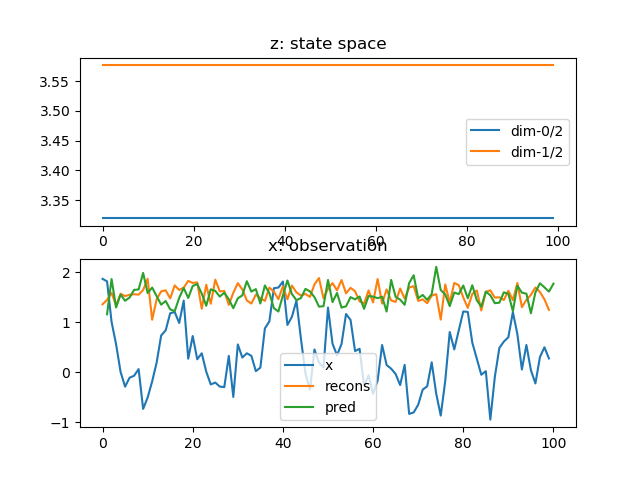 z: state space
3.55
3.50
3.45
3.40
3.35
dim-0/2
dim-1/2
0 20 40 60 80 100
x: observation
2
1
0
−1
x
recons
pred
0 20 40 60 80 100